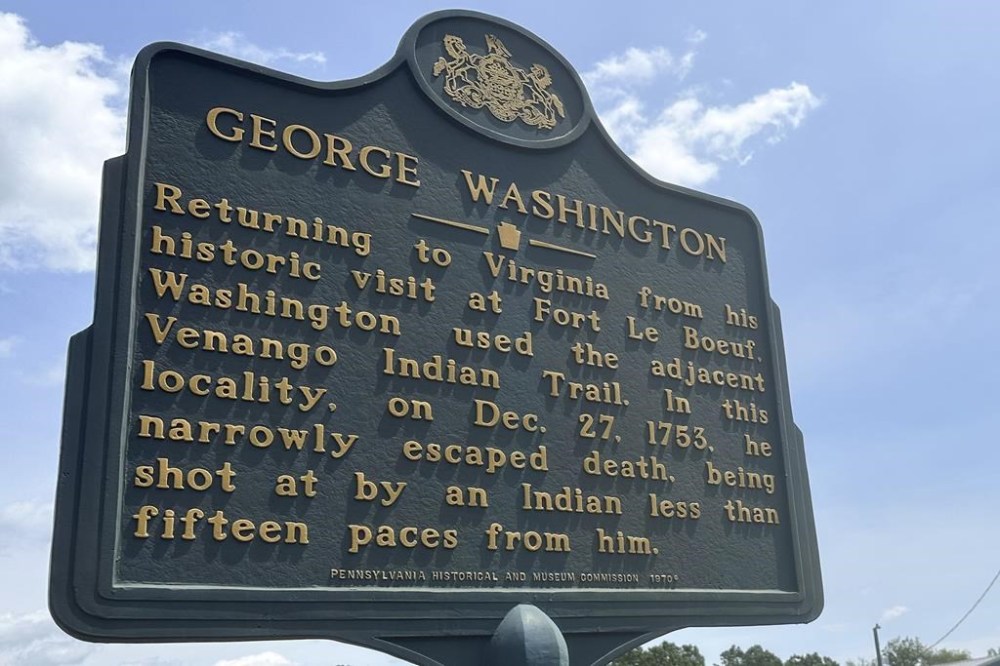 GEORGE WASHINGTON
Returning to Virginia from his
historic visit at Fort Le Boeuf,
Washington used the adjacent
Venango Indian Trail. In this
locality, on Dec. 27, 1753, he
narrowly escaped death, being
shot at by an Indian less than
fifteen paces from him.
PENNSYLVANIA HISTORICAL AND MUSEUM COMMISSION 1970